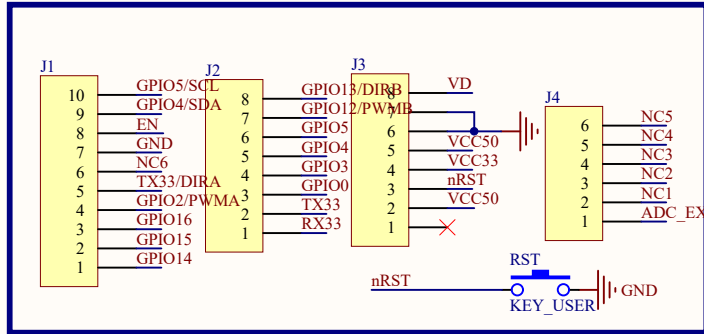 J1
10 GPIO5/SCL
9 GPIO4/SDA
8 EN
7 GND
6 NC6
5 TX33/DIRA
4 GPIO2/PWMA
3 GPIO16
2 GPIO15
1 GPIO14
J2
8 GPIO13/DIRB
7 GPIO12/PWMB
6 GPIO5
5 GPIO4
4 GPIO3
3 GPIO0
2 TX33
1 RX33
J3
8 VD
7
6
5 VCC50
4 VCC33
3 nRST
2 VCC50
1
J4
6 NC5
5 NC4
4 NC3
3 NC2
2 NC1
1 ADC_EX
RST
nRST
KEY_USER
GND